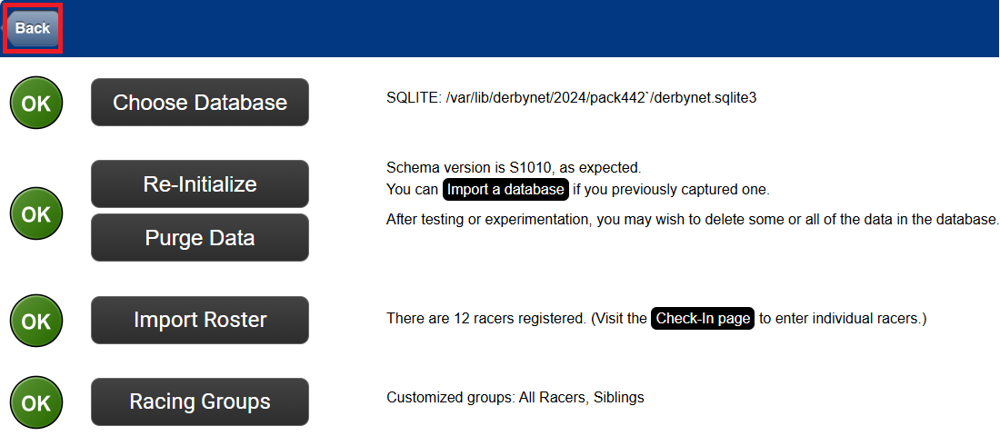 Back
OK
Choose Database
SQLITE: /var/lib/derbynet/2024/pack442`/derbynet.sqlite3
OK
Re-Initialize
Schema version is S1010, as expected.
You can Import a database if you previously captured one.
Purge Data
After testing or experimentation, you may wish to delete some or all of the data in the database.
OK
Import Roster
There are 12 racers registered. (Visit the Check-In page to enter individual racers.)
OK
Racing Groups
Customized groups: All Racers, Siblings